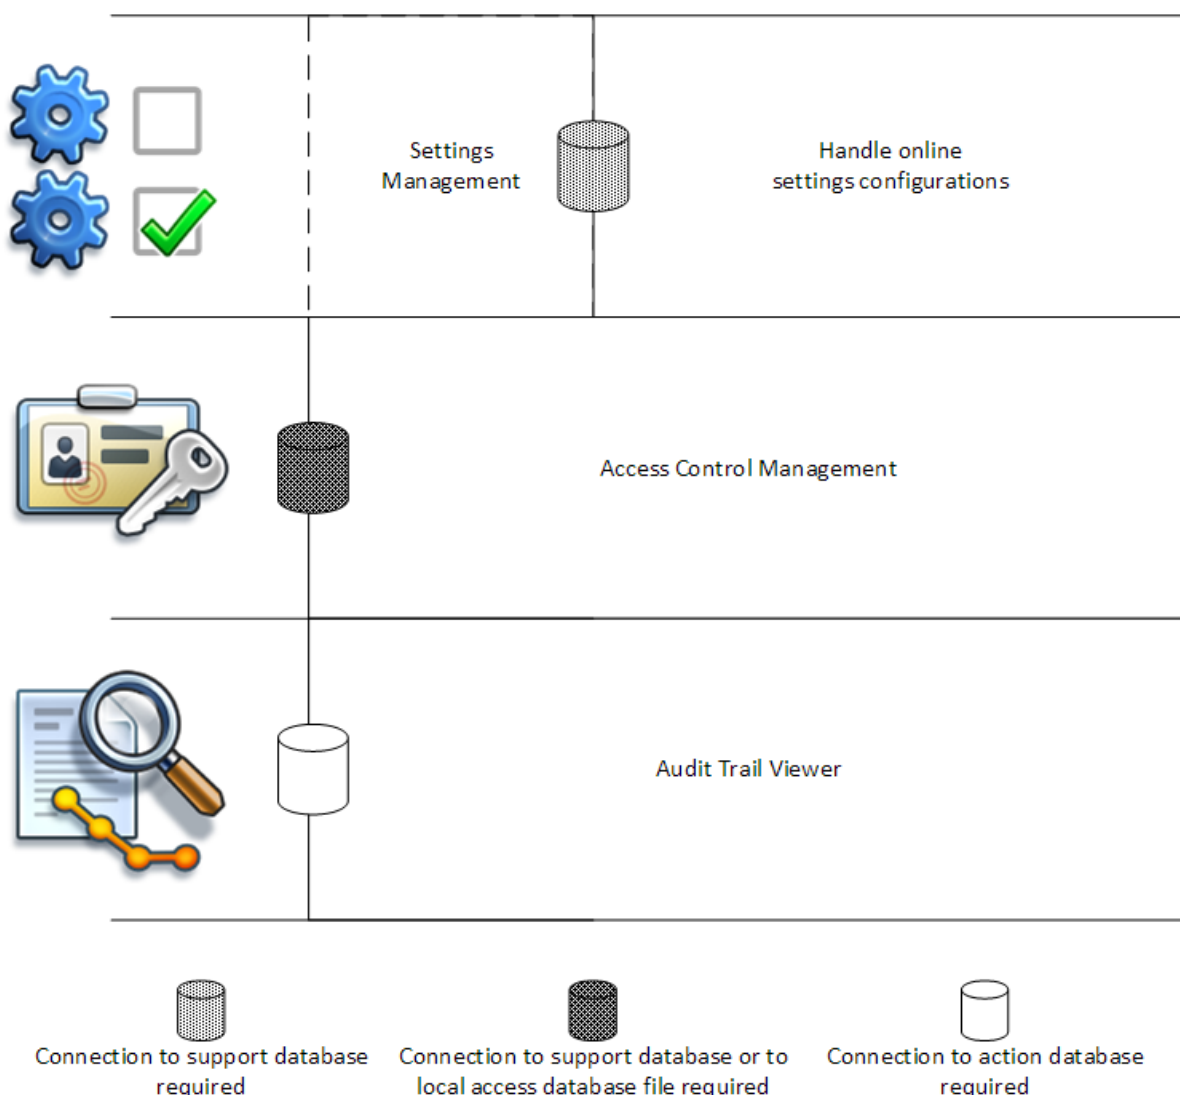 Settings
Management
Handle online
settings configurations
Access Control Management
Audit Trail Viewer
Connection to support database
required
Connection to support database or to
local access database file required
Connection to action database
required